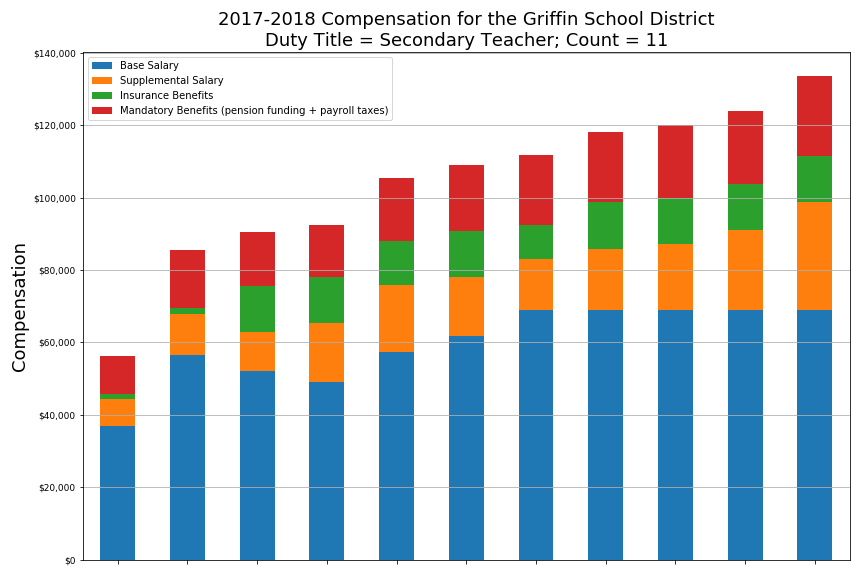 2017-2018 Compensation for the Griffin School District
Duty Title = Secondary Teacher; Count = 11
$140,000
Base Salary
Supplemental Salary
Insurance Benefits
Mandatory Benefits (pension funding + payroll taxes)
$120,000
$100,000
$80,000
$60,000
$40,000
$20,000
$0
Compensation